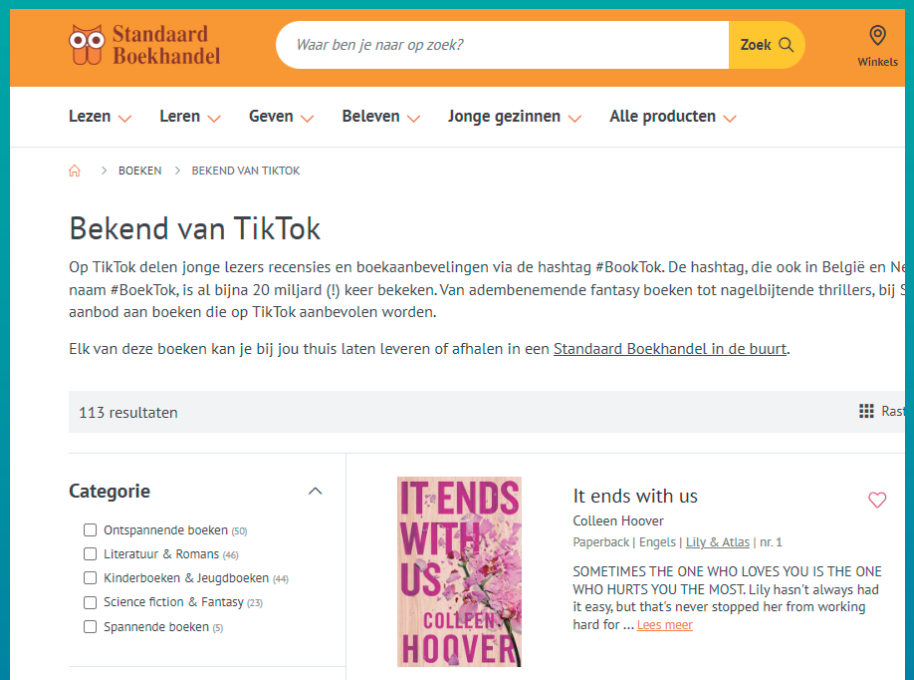 Standaard
Boekhandel
Waar ben je naar op zoek?
Zoek
Winkels
Lezen Leren Geven Beleven Jonge gezinnen Alle producten
BOEKEN > BEKEND VAN TIKTOK
Bekend van TikTok
Op TikTok delen jonge lezers recensies en boekaanbevelingen via de hashtag #BookTok. De hashtag, die ook in België en Ne
naam #BoekTok, is al bijna 20 miljard (!) keer bekeken. Van adembenemende fantasy boeken tot nagelbijtende thrillers, bij S
aanbod aan boeken die op TikTok aanbevolen worden.
Elk van deze boeken kan je bij jou thuis laten leveren of afhalen in een Standaard Boekhandel in de buurt.
113 resultaten
Rast
Categorie
Ontspannende boeken (50)
Literatuur & Romans (46)
Kinderboeken & Jeugdboeken (44)
Science fiction & Fantasy (23)
Spannende boeken (5)
IT ENDS
WITH
US
COLLEEN
HOOVER
It ends with us
Colleen Hoover
Paperback | Engels | Lily & Atlas | nr. 1
SOMETIMES THE ONE WHO LOVES YOU IS THE ONE
WHO HURTS YOU THE MOST. Lily hasn't always had
it easy, but that's never stopped her from working
hard for ... Lees meer